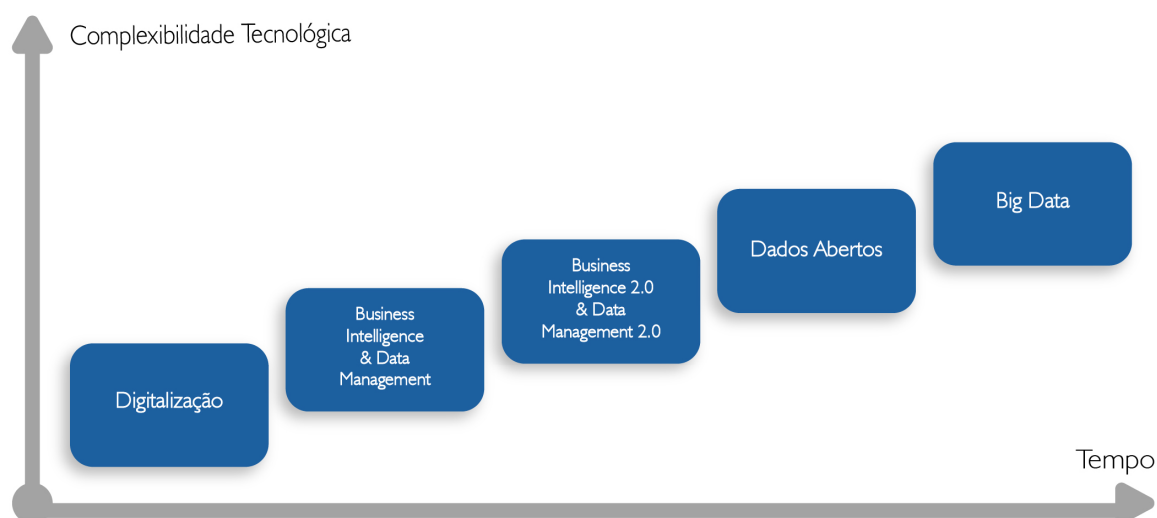 Complexibilidade Tecnológica
Big Data
Dados Abertos
Business
Intelligence 2.0
& Data
Management 2.0
Business
Intelligence
& Data
Management
Digitalização
Tempo